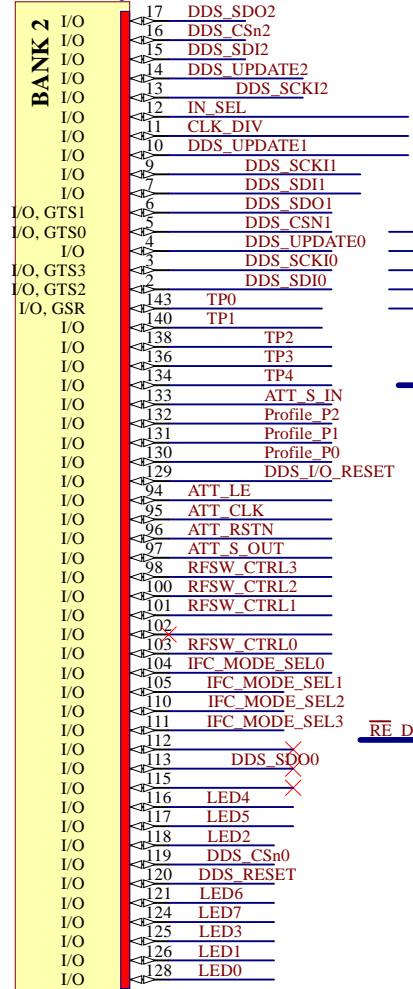 BANK 2
I/O 17 DDS_SDO2
I/O 16 DDS_CSn2
I/O 15 DDS_SDI2
I/O 14 DDS_UPDATE2
I/O 13 DDS_SCKI2
I/O 12 IN_SEL
I/O 11 CLK_DIV
I/O 10 DDS_UPDATE1
I/O 9 DDS_SCKI1
I/O 7 DDS_SDI1
I/O, GTS1 6 DDS_SDO1
I/O, GTS0 5 DDS_CSN1
I/O 4 DDS_UPDATE0
I/O, GTS3 3 DDS_SCKI0
I/O, GTS2 2 DDS_SDI0
I/O, GSR 143 TP0
I/O 140 TP1
I/O 138 TP2
I/O 136 TP3
I/O 134 TP4
I/O 133 ATT_S_IN
I/O 132 Profile_P2
I/O 131 Profile_P1
I/O 130 Profile_P0
I/O 129 DDS_I/O_RESET
I/O 94 ATT_LE
I/O 95 ATT_CLK
I/O 96 ATT_RSTN
I/O 97 ATT_S_OUT
I/O 98 RFSW_CTRL3
I/O 100 RFSW_CTRL2
I/O 101 RFSW_CTRL1
I/O 102
I/O 103 RFSW_CTRL0
I/O 104 IFC_MODE_SEL0
I/O 105 IFC_MODE_SEL1
I/O 110 IFC_MODE_SEL2
I/O 111 IFC_MODE_SEL3 RE D
I/O 112
I/O 113 DDS_SDO0
I/O 115
I/O 116 LED4
I/O 117 LED5
I/O 118 LED2
I/O 119 DDS_CSn0
I/O 120 DDS_RESET
I/O 121 LED6
I/O 124 LED7
I/O 125 LED3
I/O 126 LED1
I/O 128 LED0